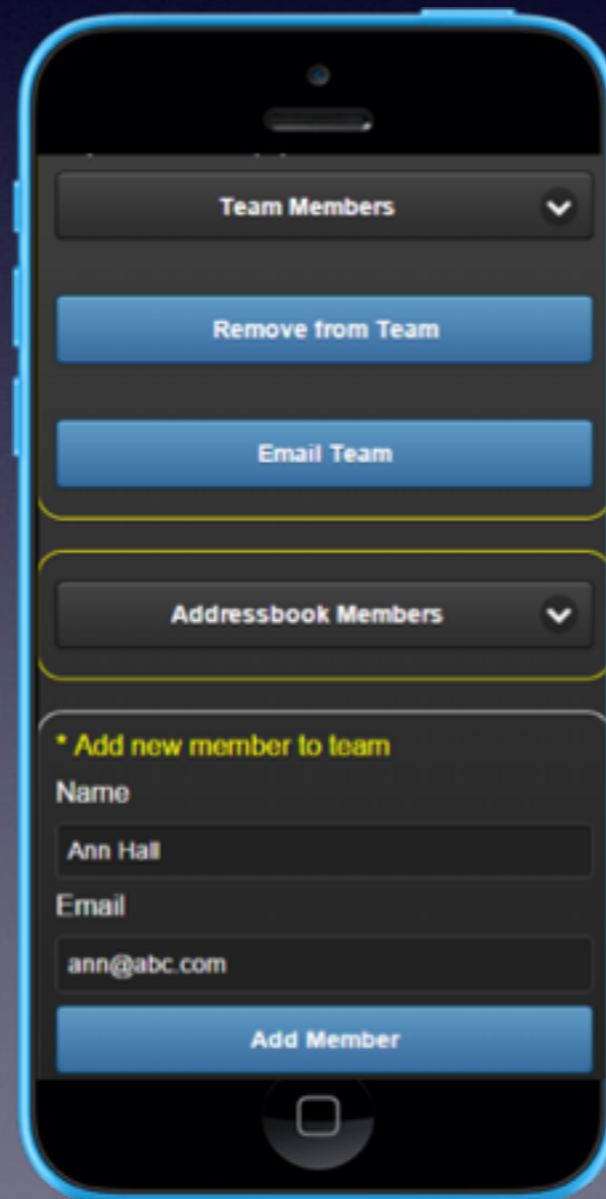 Team Members
Remove from Team
Email Team
Addressbook Members
* Add new member to team
Name
Ann Hall
Email
ann@abc.com
Add Member